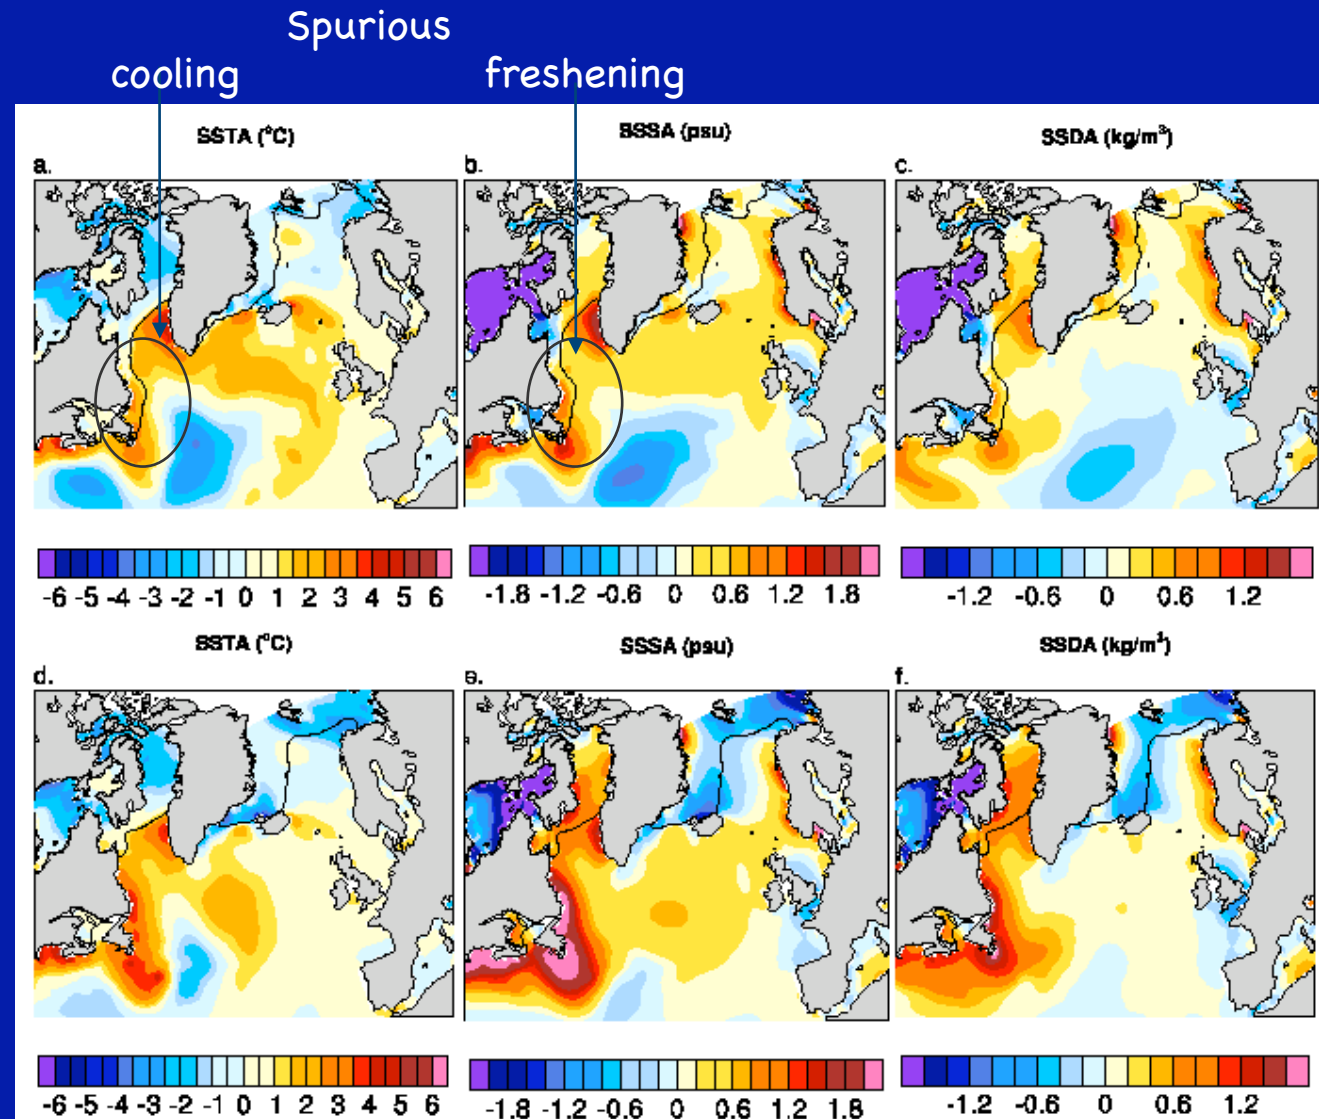 Spurious
cooling freshening
SSTA (°C) SSSA (psu) SSDA (kg/m³)
a. b. c.
-6 -5 -4 -3 -2 -1 0 1 2 3 4 5 6
-1.8 -1.2 -0.6 0 0.6 1.2 1.8
-1.2 -0.6 0 0.6 1.2
SSTA (°C) SSSA (psu) SSDA (kg/m³)
d. e. f.
-6 -5 -4 -3 -2 -1 0 1 2 3 4 5 6
-1.8 -1.2 -0.6 0 0.6 1.2 1.8
-1.2 -0.6 0 0.6 1.2